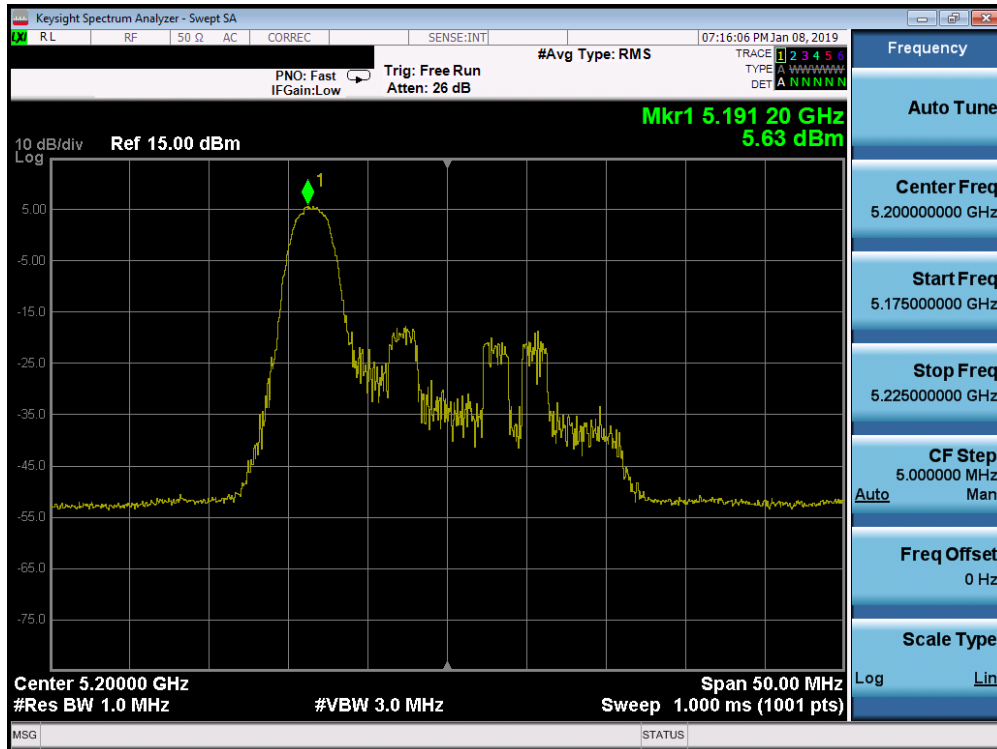 Keysight Spectrum Analyzer - Swept SA
LXI RL RF 50 Ω AC CORREC SENSE:INT 07:16:06 PM Jan 08, 2019
#Avg Type: RMS TRACE 1 2 3 4 5 6
PNO: Fast Trig: Free Run TYPE A WWWWW
IFGain:Low Atten: 26 dB DET A N N N N N
Mkr1 5.191 20 GHz
5.63 dBm
10 dB/div Ref 15.00 dBm
Log
1
5.00
-5.00
-15.0
-25.0
-35.0
-45.0
-55.0
-65.0
-75.0
Center 5.20000 GHz Span 50.00 MHz
#Res BW 1.0 MHz #VBW 3.0 MHz Sweep 1.000 ms (1001 pts)
MSG STATUS
Frequency
Auto Tune
Center Freq
5.200000000 GHz
Start Freq
5.175000000 GHz
Stop Freq
5.225000000 GHz
CF Step
5.000000 MHz
Auto Man
Freq Offset
0 Hz
Scale Type
Log Lin